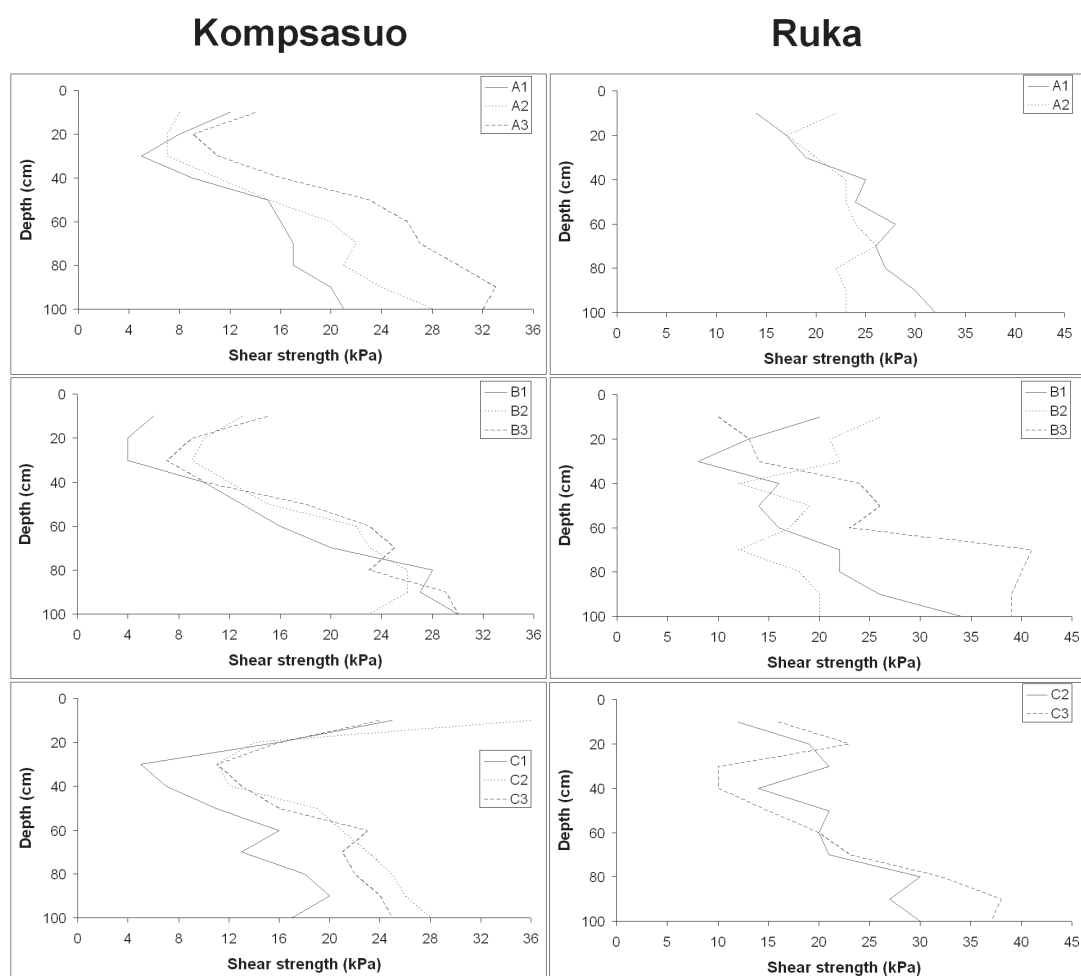 Kompsasuo
Ruka
A1
A2
A3
Depth (cm)
0
20
40
60
80
100
0 4 8 12 16 20 24 28 32 36
Shear strength (kPa)
A1
A2
Depth (cm)
0
20
40
60
80
100
0 5 10 15 20 25 30 35 40 45
Shear strength (kPa)
B1
B2
B3
Depth (cm)
0
20
40
60
80
100
0 4 8 12 16 20 24 28 32 36
Shear strength (kPa)
B1
B2
B3
Depth (cm)
0
20
40
60
80
100
0 5 10 15 20 25 30 35 40 45
Shear strength (kPa)
C1
C2
C3
Depth (cm)
0
20
40
60
80
100
0 4 8 12 16 20 24 28 32 36
Shear strength (kPa)
C2
C3
Depth (cm)
0
20
40
60
80
100
0 5 10 15 20 25 30 35 40 45
Shear strength (kPa)